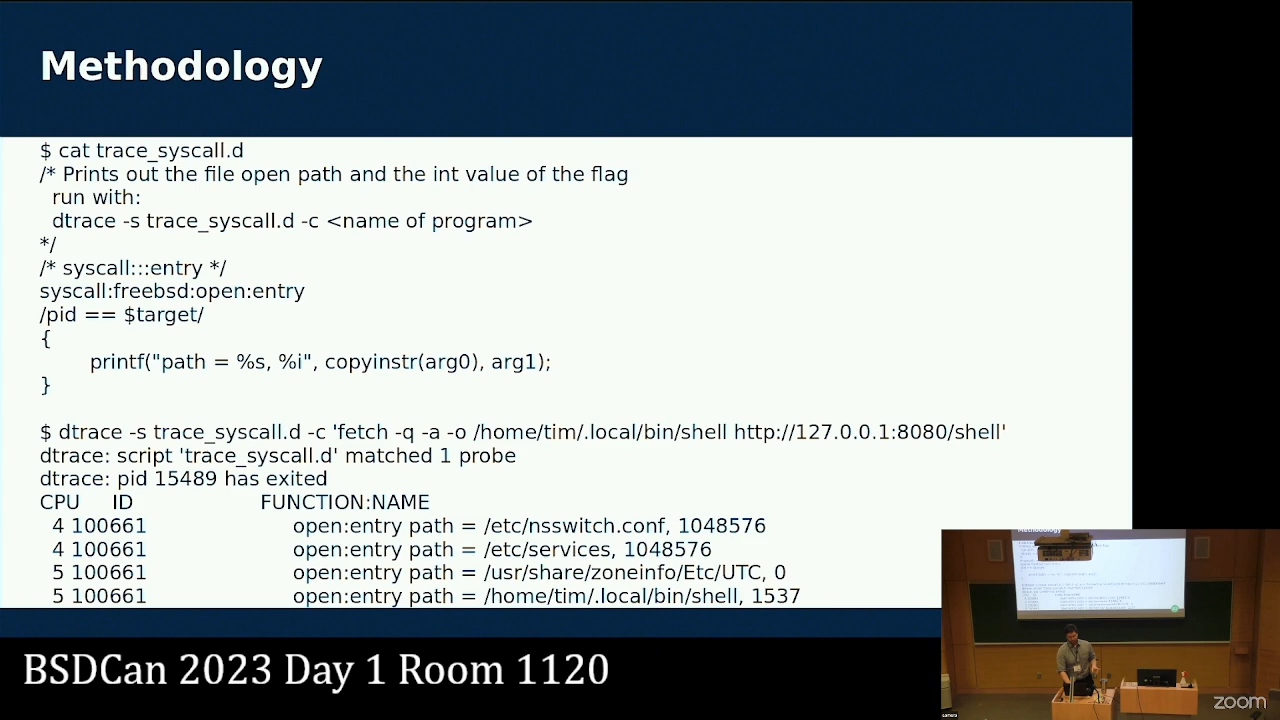 Methodology
$ cat trace_syscall.d
/* Prints out the file open path and the int value of the flag
run with:
dtrace -s trace_syscall.d -c <name of program>
*/
/* syscall:::entry */
syscall:freebsd:open:entry
/pid == $target/
{
printf("path = %s, %i", copyinstr(arg0), arg1);
}
$ dtrace -s trace_syscall.d -c 'fetch -q -a -o /home/tim/.local/bin/shell http://127.0.0.1:8080/shell'
dtrace: script 'trace_syscall.d' matched 1 probe
dtrace: pid 15489 has exited
CPU ID FUNCTION:NAME
4 100661 open:entry path = /etc/nsswitch.conf, 1048576
4 100661 open:entry path = /etc/services, 1048576
5 100661 open:entry path = /usr/share/zoneinfo/Etc/UTC, 0
5 100661 open:entry path = /home/tim/.local/bin/shell, 1537
Methodology
BSDCan 2023 Day 1 Room 1120
zoom